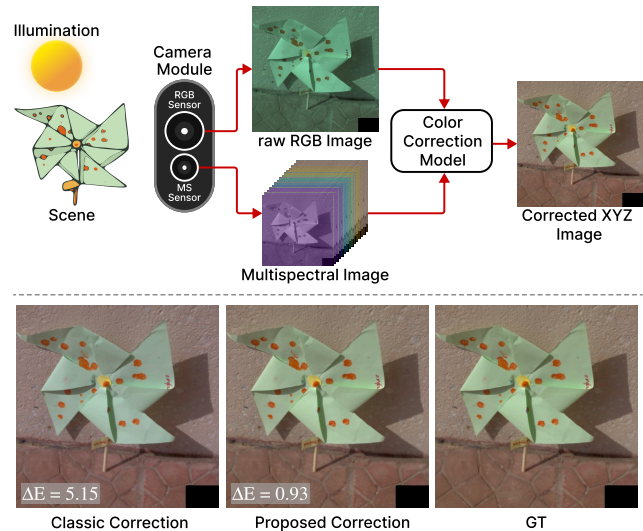 Illumination
Camera
Module
RGB
Sensor
MS
Sensor
Scene
raw RGB Image
Multispectral Image
Color
Correction
Model
Corrected XYZ
Image
ΔE = 5.15
ΔE = 0.93
Classic Correction
Proposed Correction
GT